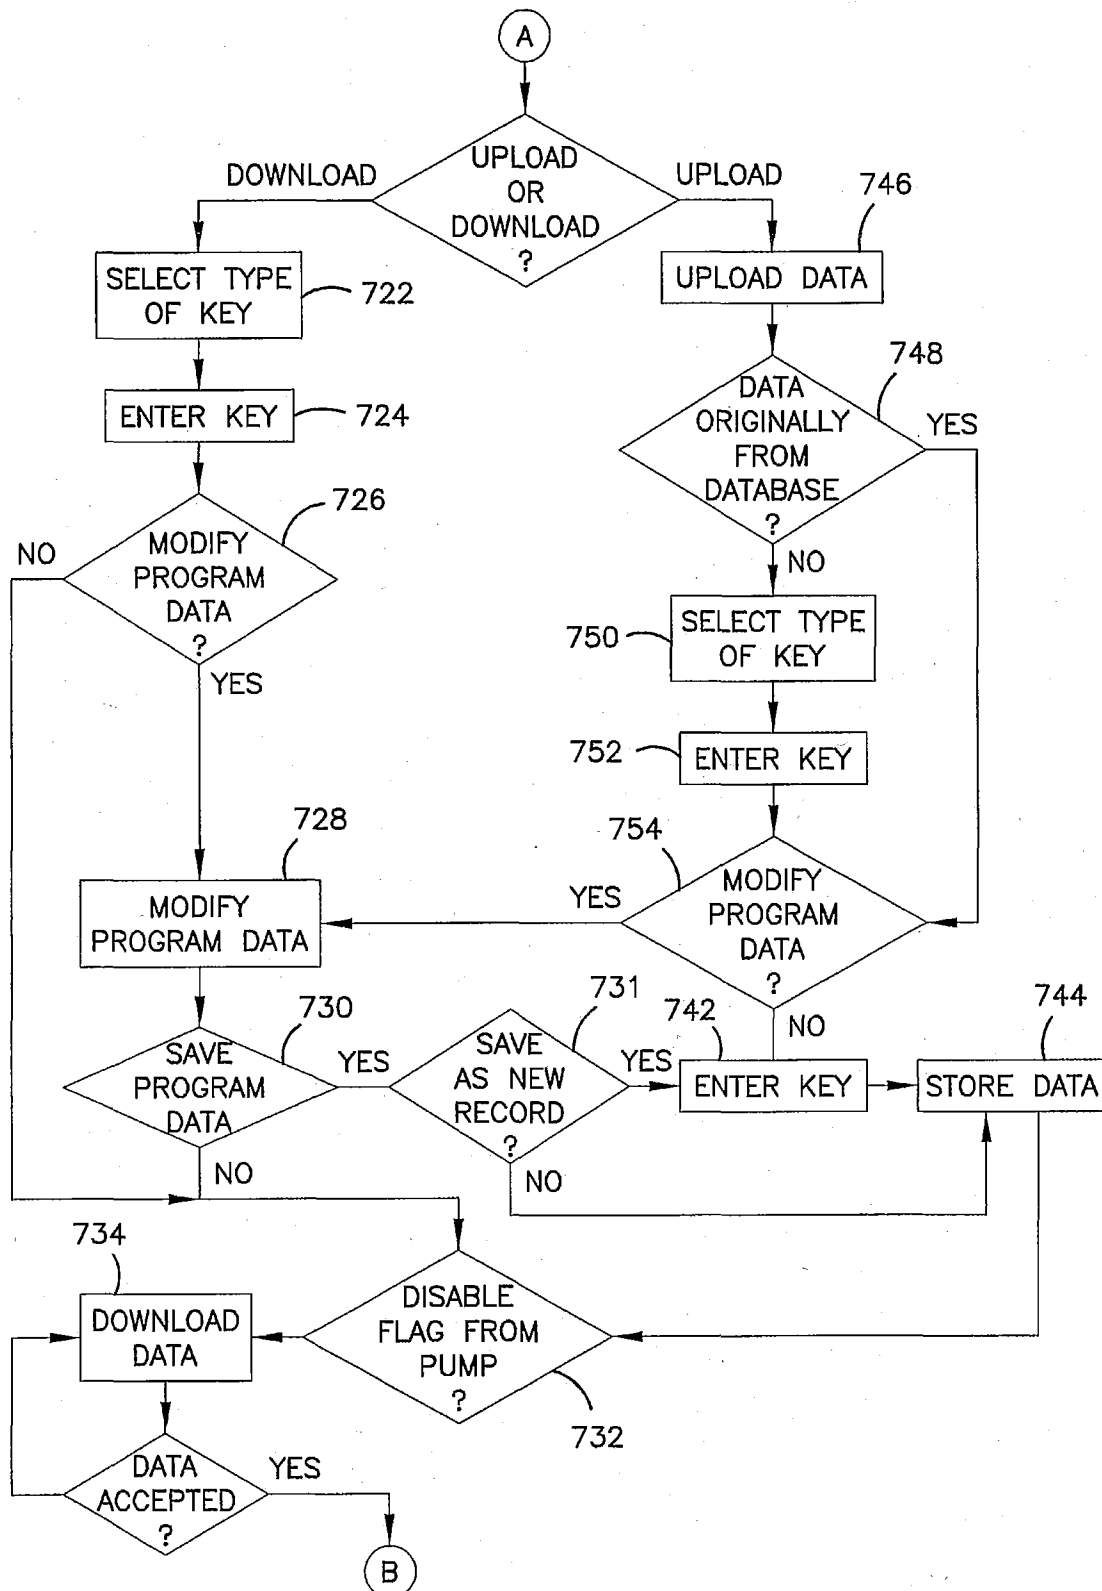 A
UPLOAD
OR
DOWNLOAD
?
DOWNLOAD
UPLOAD
SELECT TYPE
OF KEY
722
ENTER KEY
724
MODIFY
PROGRAM
DATA
?
726
NO
YES
746
UPLOAD DATA
748
DATA
ORIGINALLY
FROM
DATABASE
?
YES
NO
750
SELECT TYPE
OF KEY
752
ENTER KEY
754
MODIFY
PROGRAM
DATA
?
YES
NO
728
MODIFY
PROGRAM DATA
730
SAVE
PROGRAM
DATA
YES
NO
731
SAVE
AS NEW
RECORD
?
YES
NO
742
ENTER KEY
744
STORE DATA
DISABLE
FLAG FROM
PUMP
?
732
734
DOWNLOAD
DATA
DATA
ACCEPTED
?
YES
B